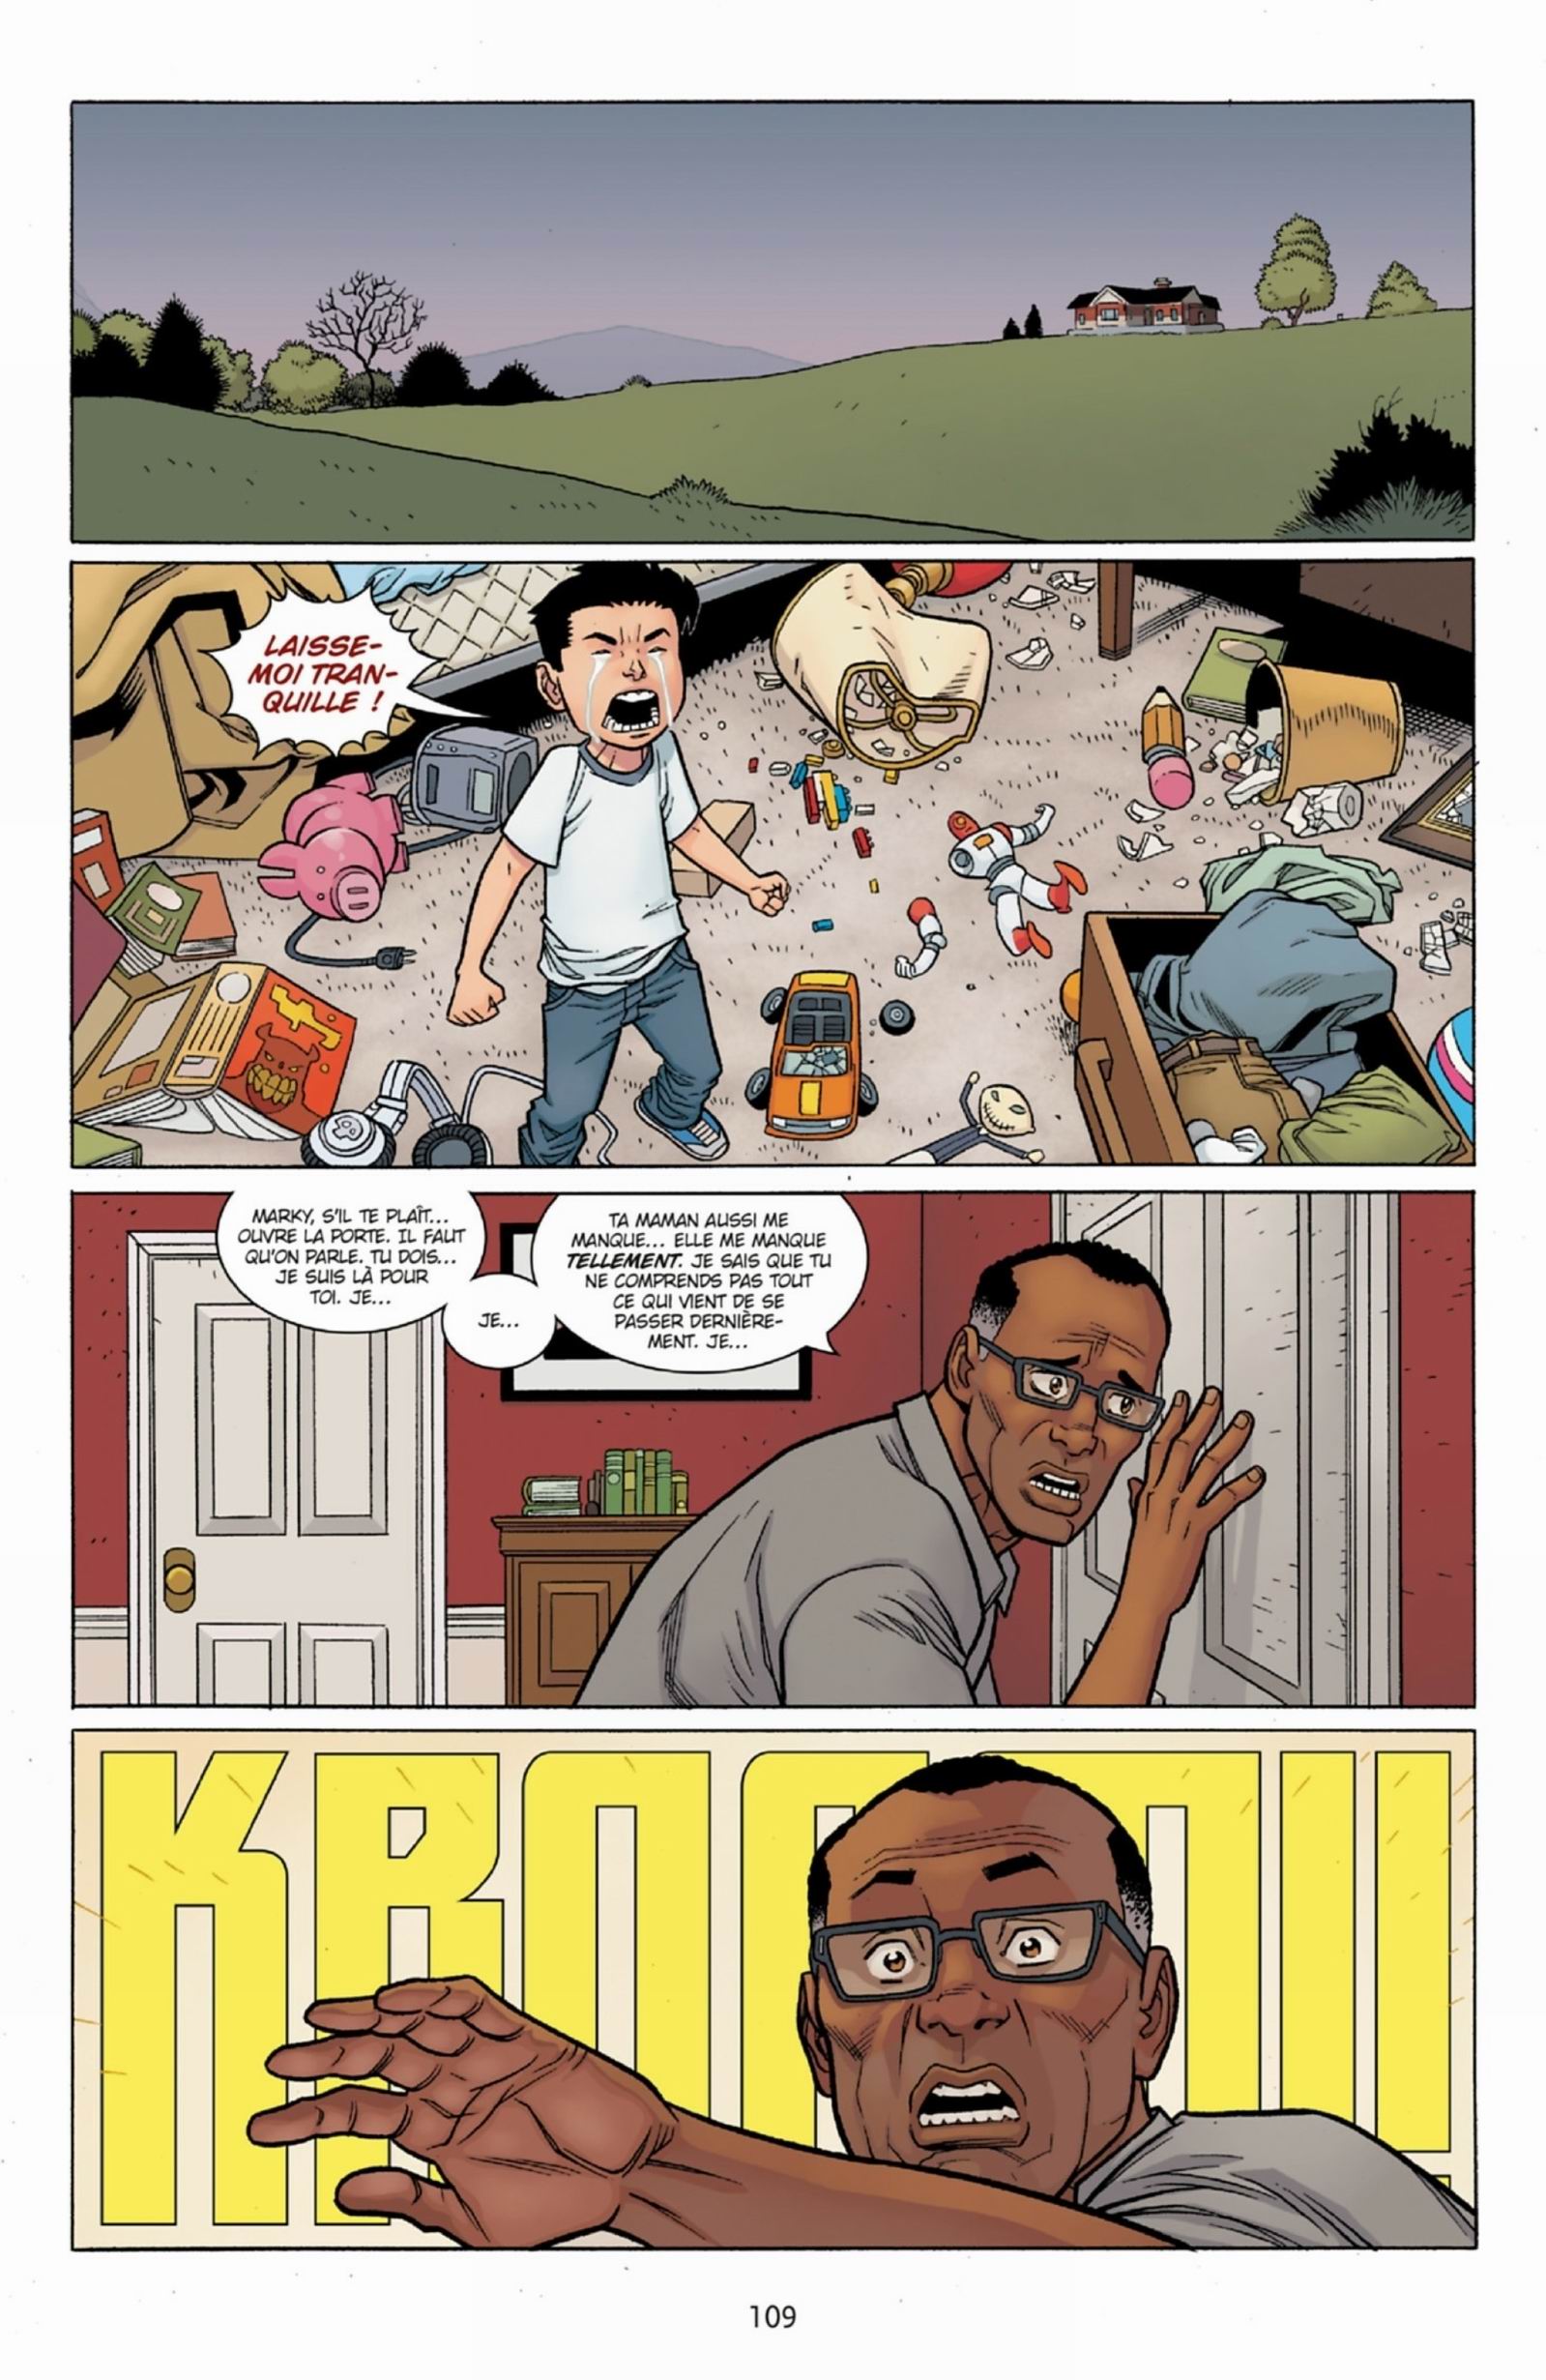 LAISSE-
MOI TRAN-
QUILLE !
MARKY, S'IL TE PLAÎT...
OUVRE LA PORTE. IL FAUT
QU'ON PARLE. TU DOIS...
JE SUIS LÀ POUR
TOI. JE...
JE...
TA MAMAN AUSSI ME
MANQUE... ELLE ME MANQUE
TELLEMENT. JE SAIS QUE TU
NE COMPRENDS PAS TOUT
CE QUI VIENT DE SE
PASSER DERNIÈRE-
MENT. JE...
109